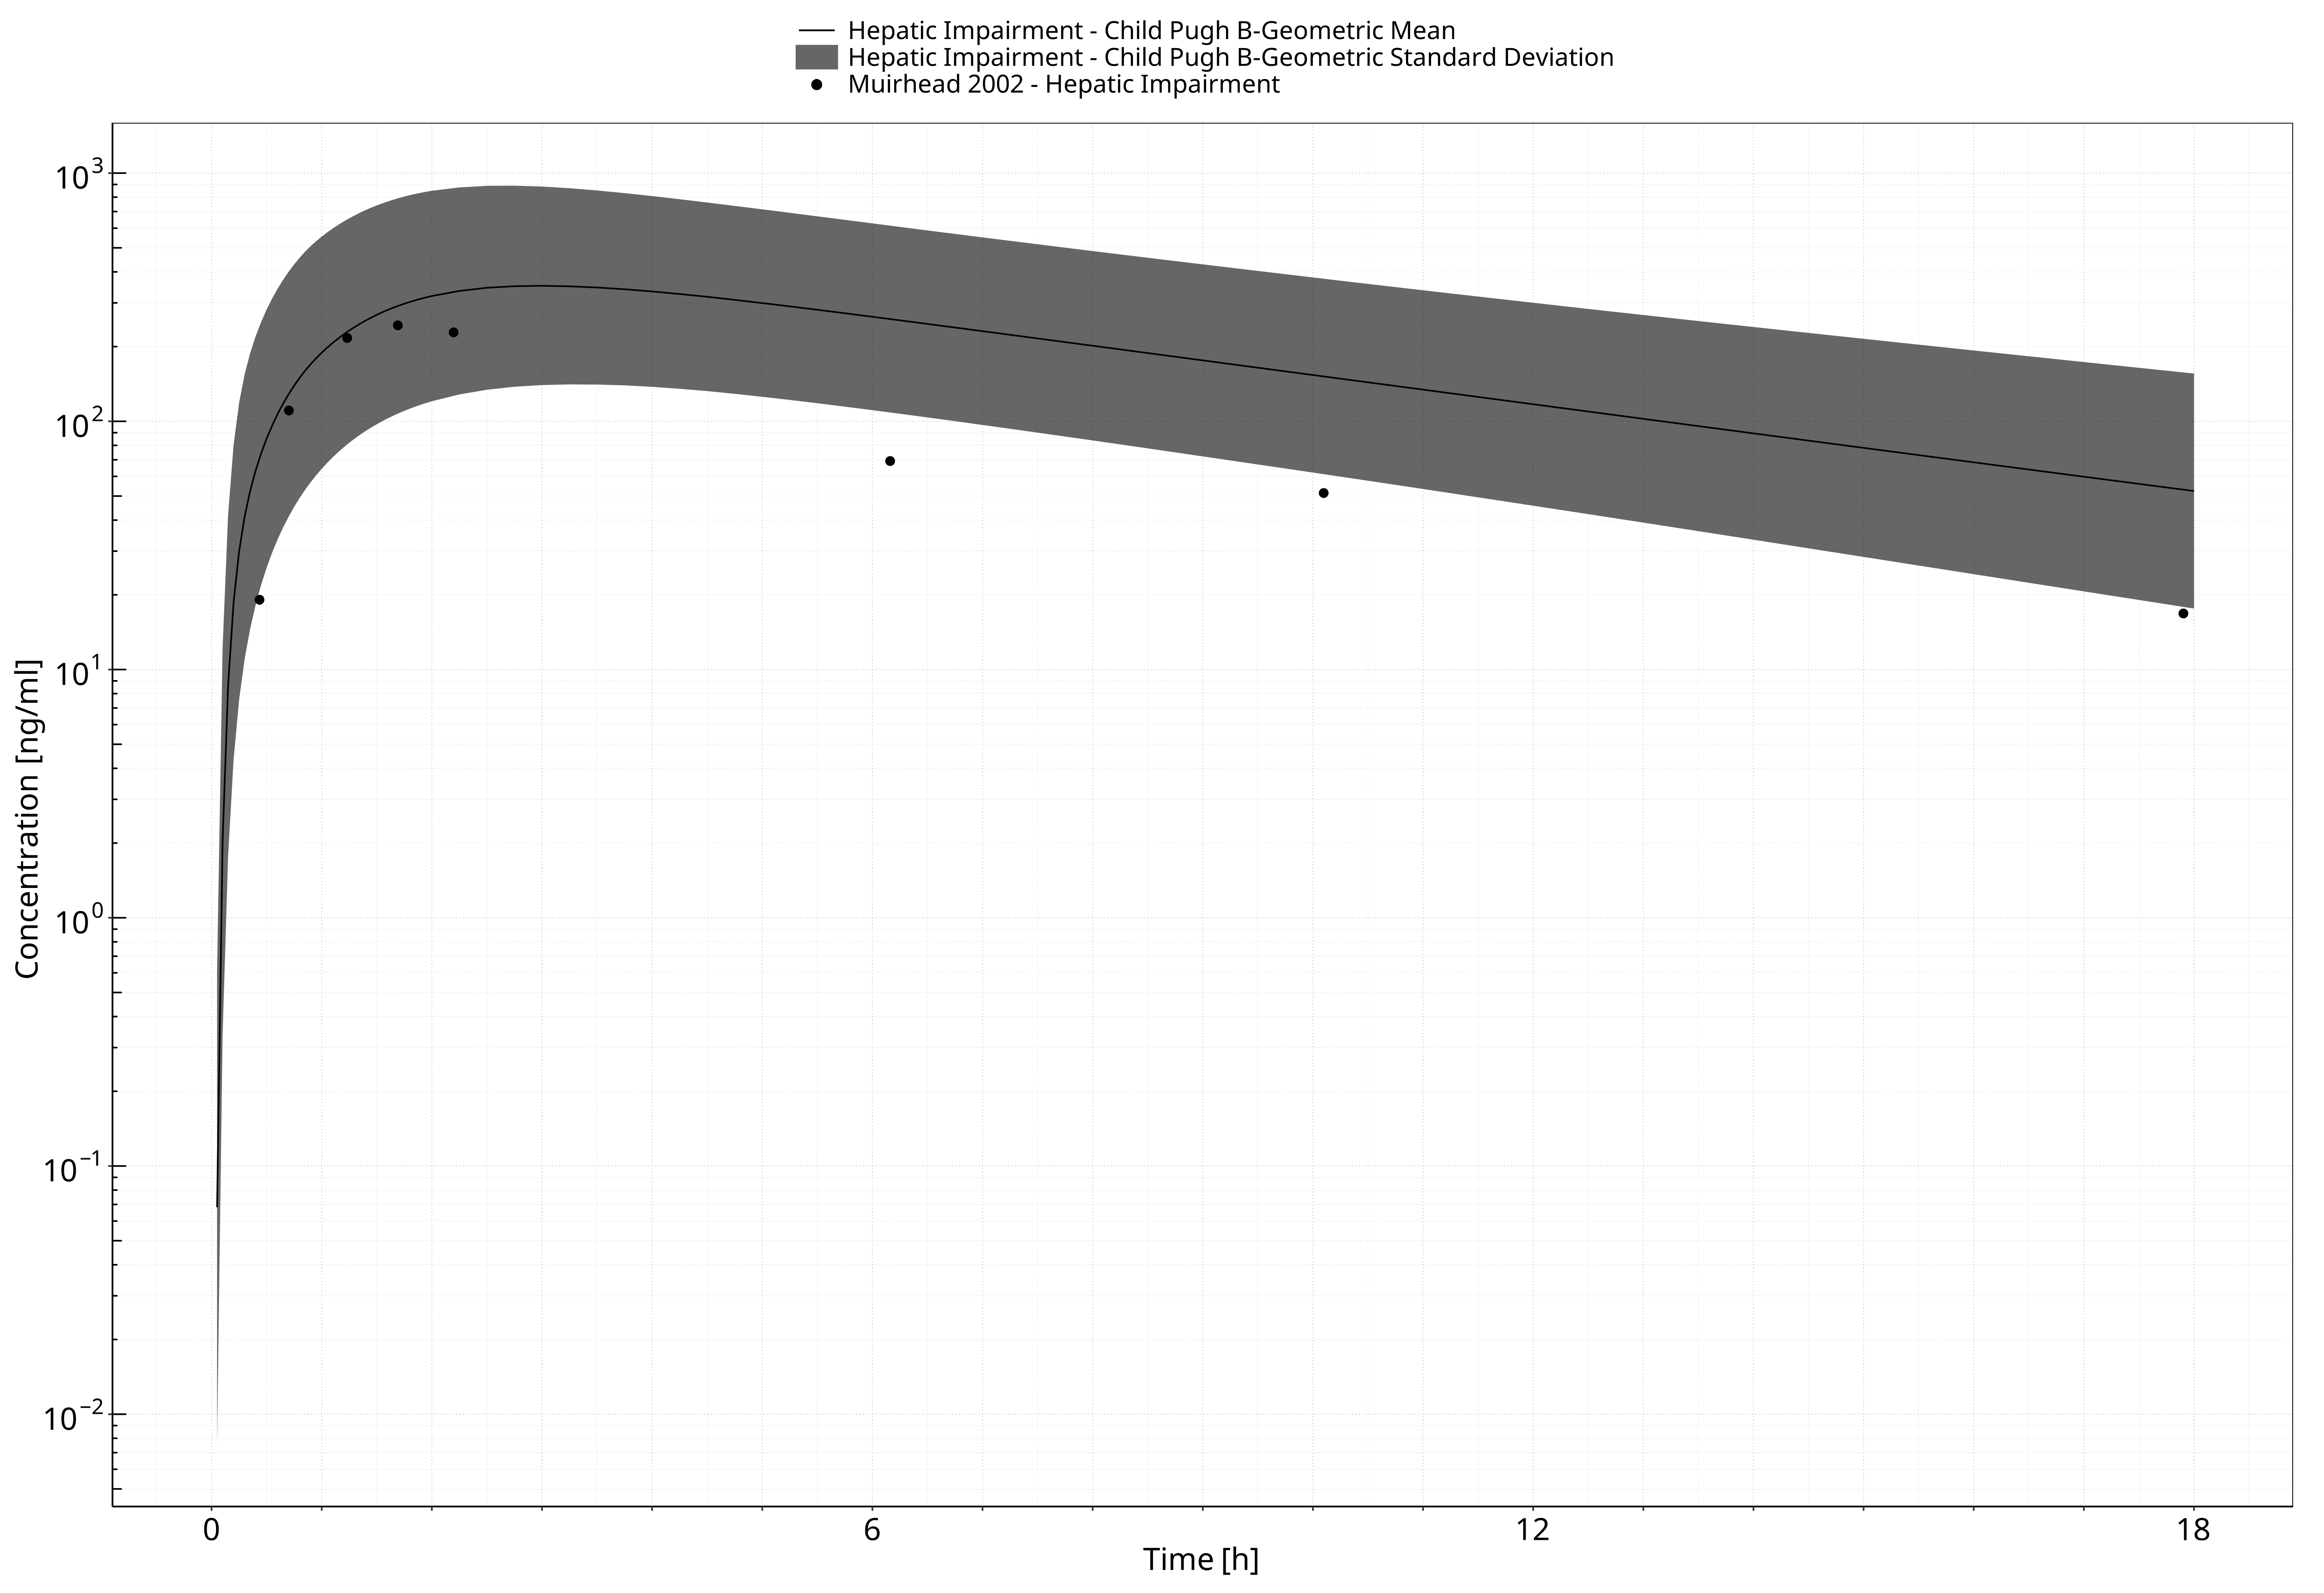 Hepatic Impairment - Child Pugh B-Geometric Mean
Hepatic Impairment - Child Pugh B-Geometric Standard Deviation
Muirhead 2002 - Hepatic Impairment
10³
10²
10¹
10⁰
10⁻¹
10⁻²
Concentration [ng/ml]
0 6 12 18
Time [h]